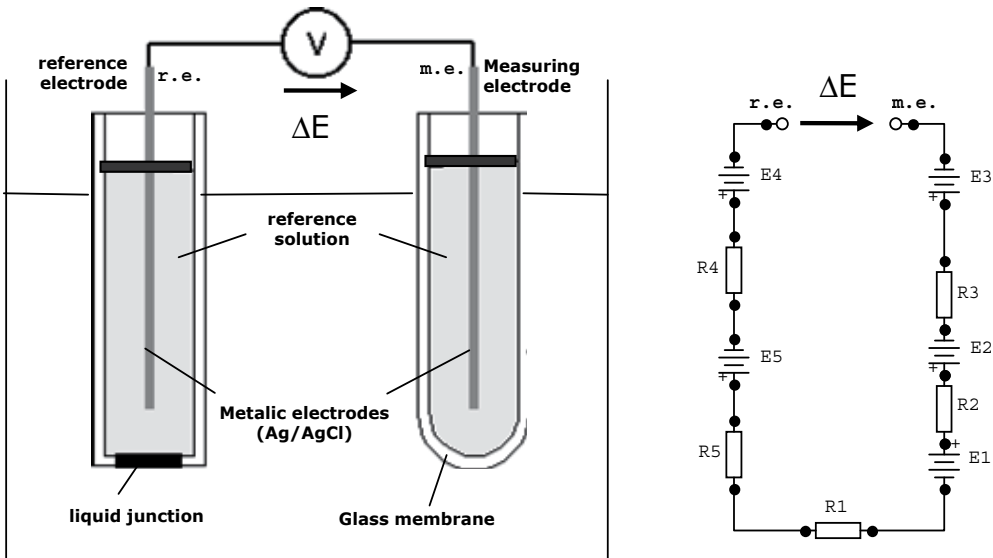 reference
electrode
r.e.
V
ΔE
m.e.
Measuring
electrode
reference
solution
Metalic electrodes
(Ag/AgCl)
liquid junction
Glass membrane
r.e.
ΔE
m.e.
E4
+
E3
+
R4
R3
E5
+
E2
+
R2
R5
+
E1
R1